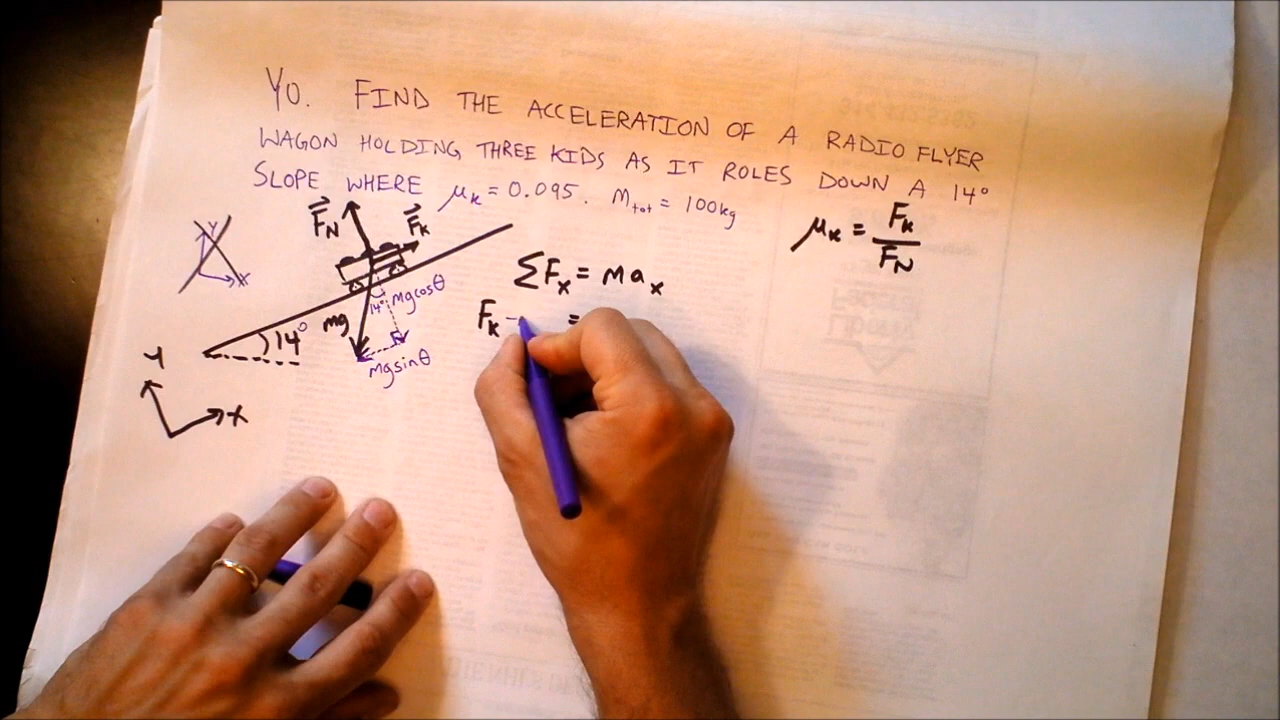 YO. FIND THE ACCELERATION OF A RADIO FLYER
WAGON HOLDING THREE KIDS AS IT ROLES DOWN A 14°
SLOPE WHERE μk = 0.095. Mtot = 100kg
μk = Fk / FN
FN
Fk
y
x
ΣFx = max
Fk - =
14°
mgcosθ
mg
14°
mgsinθ
y
x